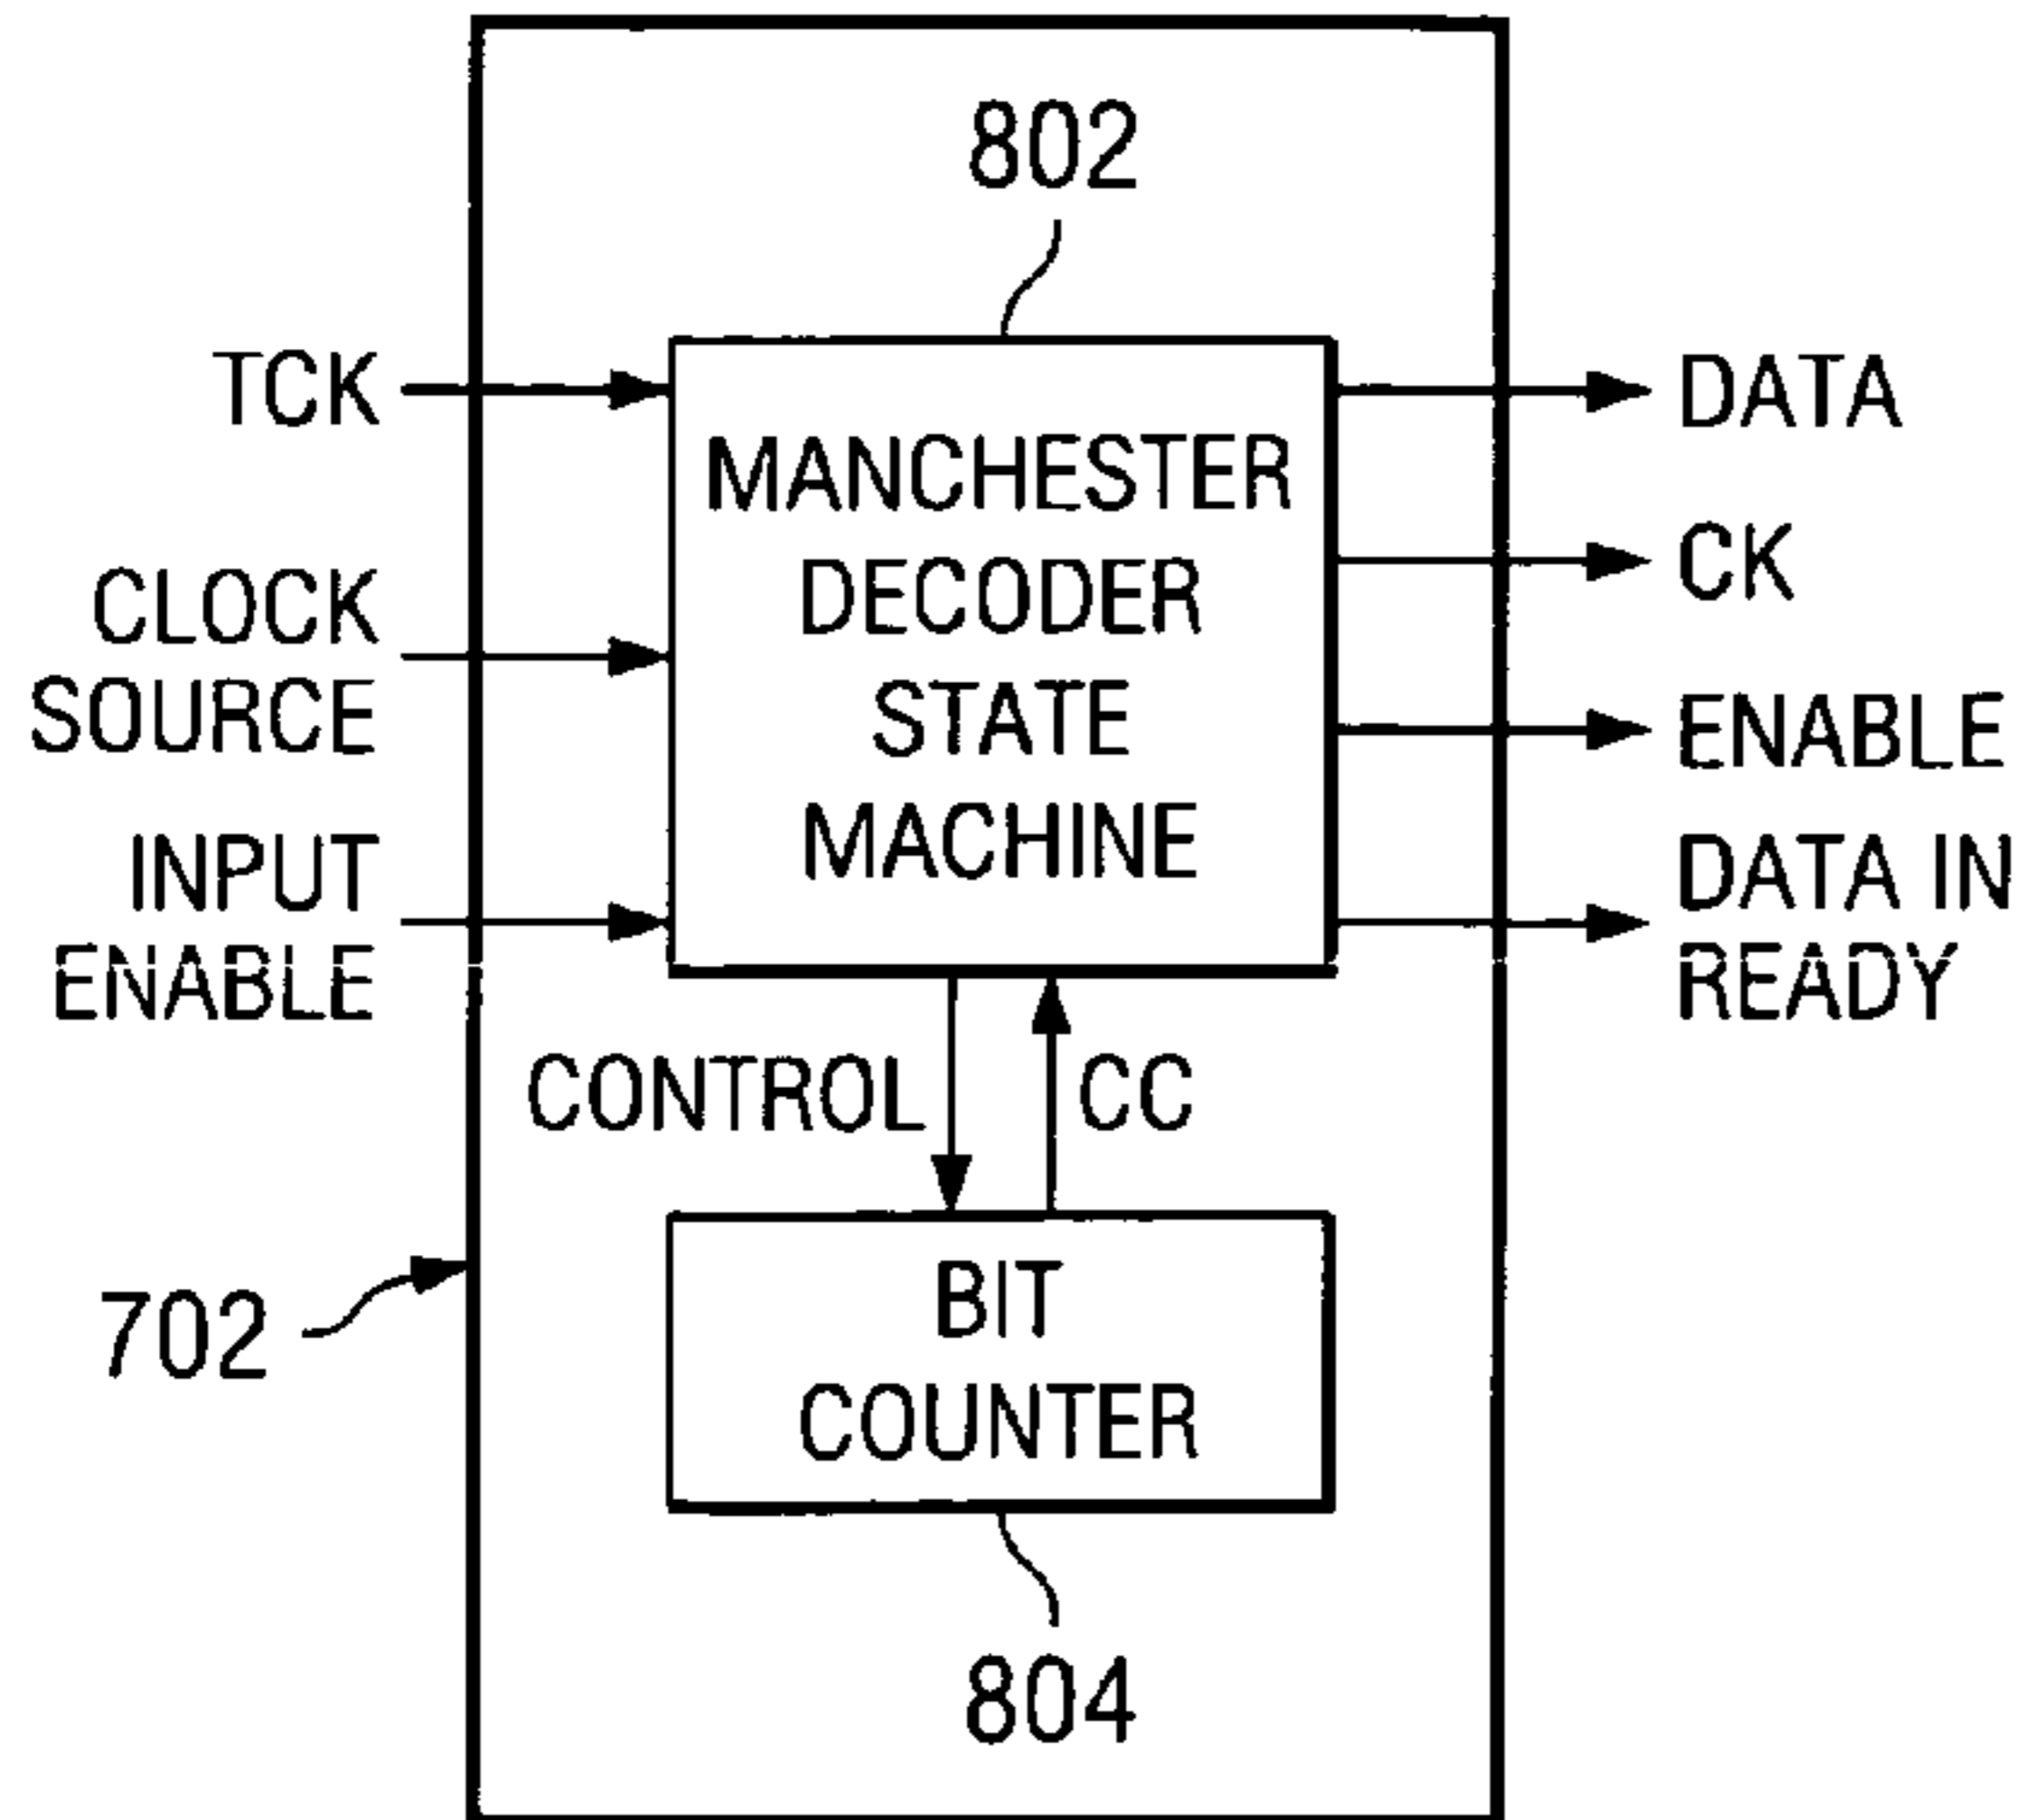 802
TCK
CLOCK
SOURCE
INPUT
ENABLE
MANCHESTER
DECODER
STATE
MACHINE
DATA
CK
ENABLE
DATA IN
READY
CONTROL
CC
702
BIT
COUNTER
804